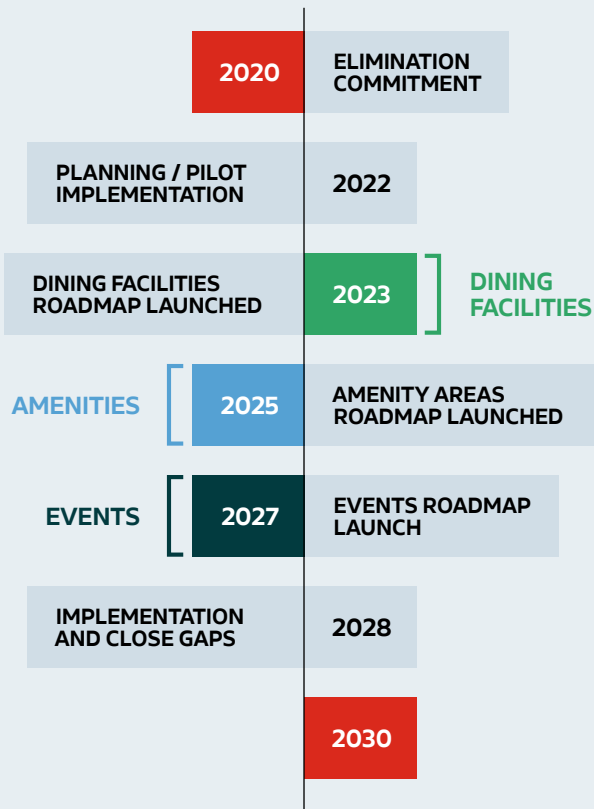 2020
ELIMINATION
COMMITMENT
PLANNING / PILOT
IMPLEMENTATION
2022
DINING FACILITIES
ROADMAP LAUNCHED
2023
DINING
FACILITIES
AMENITIES
2025
AMENITY AREAS
ROADMAP LAUNCHED
EVENTS
2027
EVENTS ROADMAP
LAUNCH
IMPLEMENTATION
AND CLOSE GAPS
2028
2030